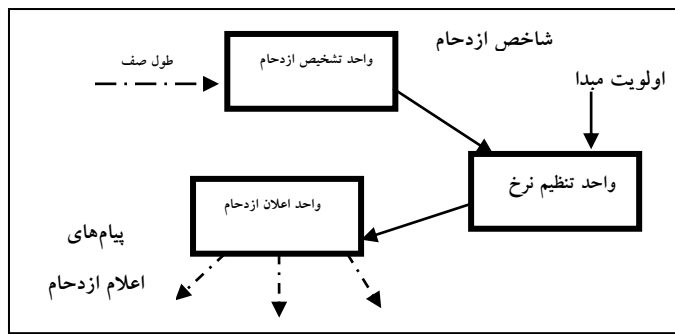 شاخص ازدحام
واحد تشخیص ازدحام
طول صف
اولویت مبدا
واحد تنظیم نرخ
واحد اعلان ازدحام
پیام‌های
اعلام ازدحام